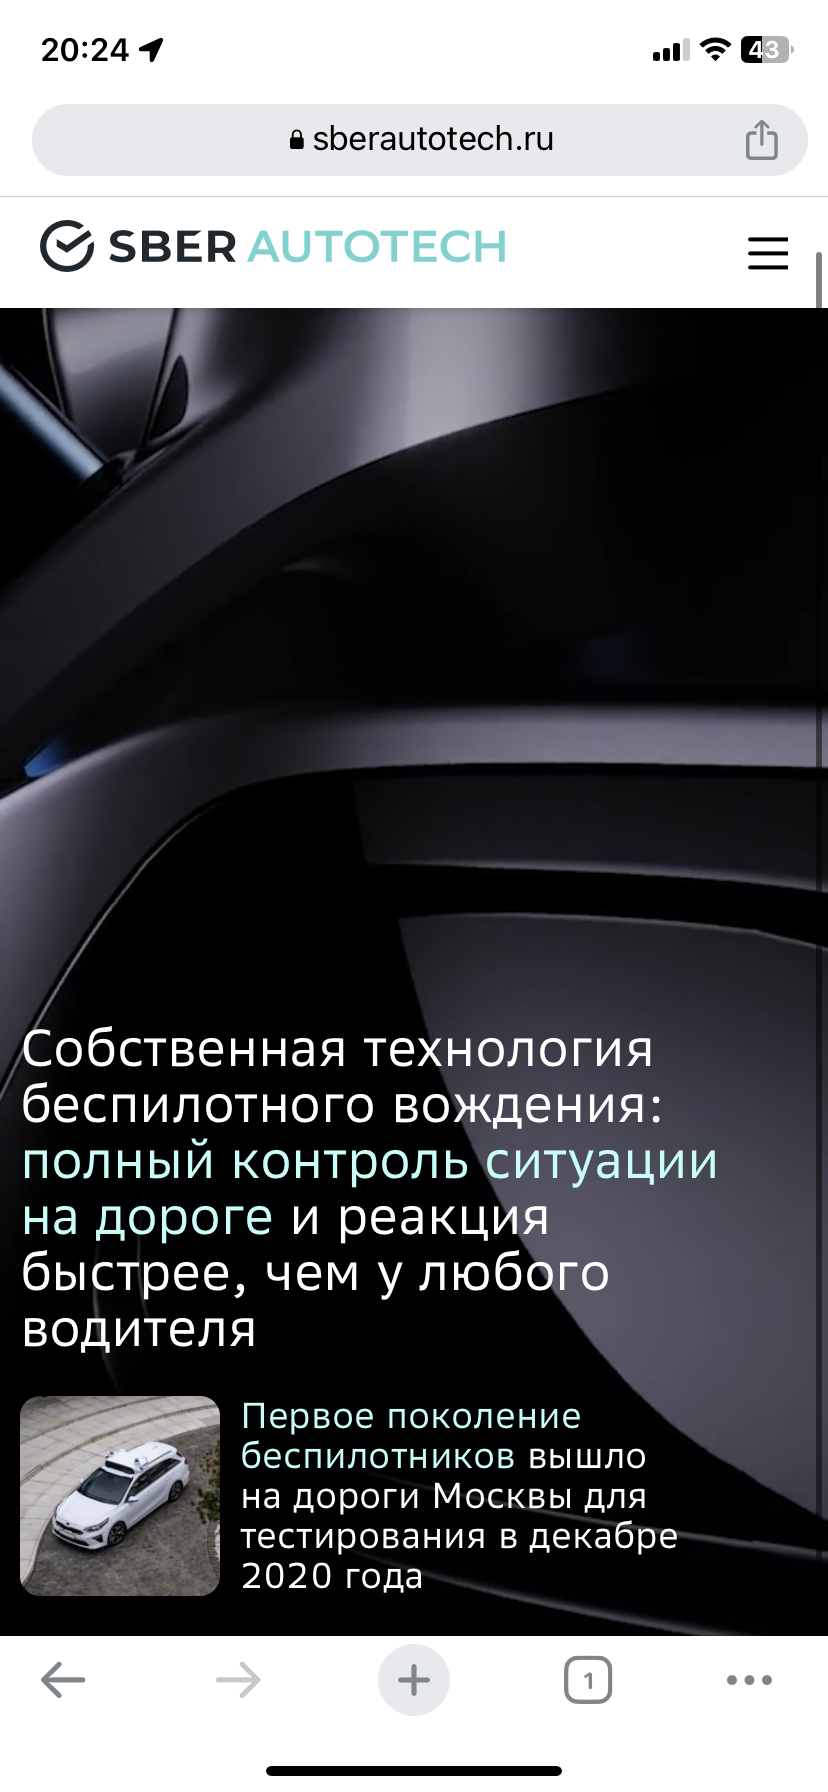 20:24
43
sberautotech.ru
SBER AUTOTECH
Собственная технология
беспилотного вождения:
полный контроль ситуации
на дороге и реакция
быстрее, чем у любого
водителя
Первое поколение
беспилотников вышло
на дороги Москвы для
тестирования в декабре
2020 года
1